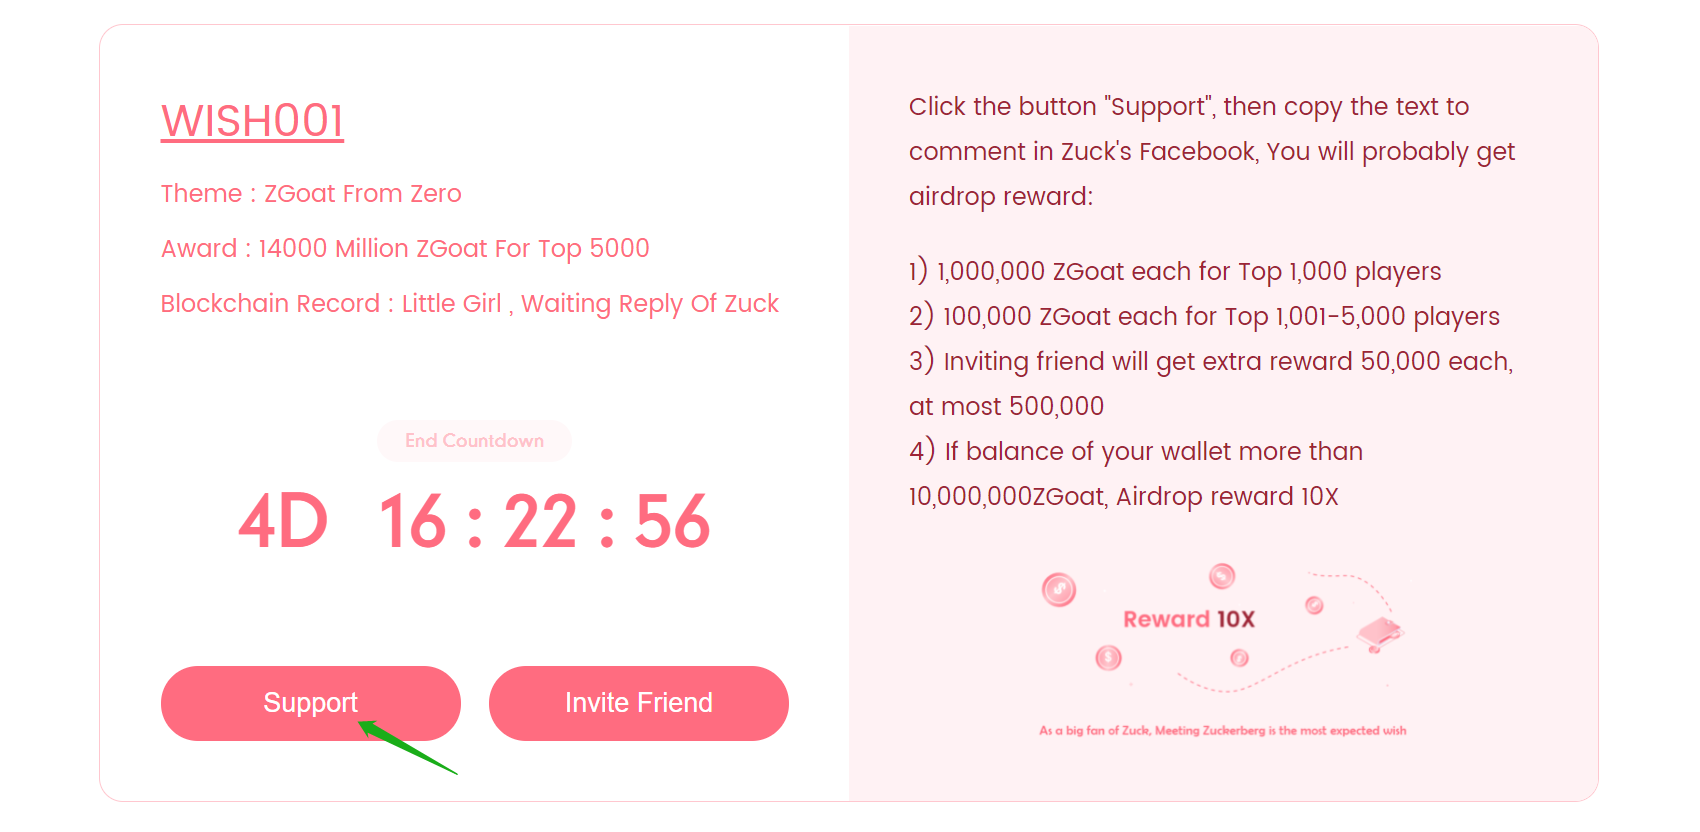 WISH001
Theme : ZGoat From Zero
Award : 14000 Million ZGoat For Top 5000
Blockchain Record : Little Girl , Waiting Reply Of Zuck
End Countdown
4D 16 : 22 : 56
Support
Invite Friend
Click the button "Support", then copy the text to
comment in Zuck's Facebook, You will probably get
airdrop reward:
1) 1,000,000 ZGoat each for Top 1,000 players
2) 100,000 ZGoat each for Top 1,001-5,000 players
3) Inviting friend will get extra reward 50,000 each,
at most 500,000
4) If balance of your wallet more than
10,000,000ZGoat, Airdrop reward 10X
Reward 10X
As a big fan of Zuck, Meeting Zuckerberg is the most expected wish